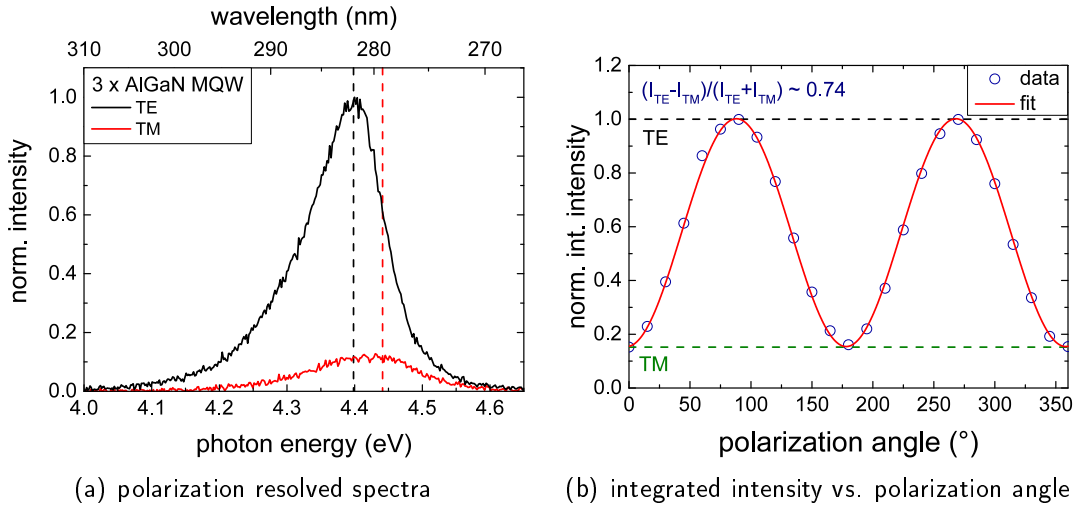 wavelength (nm)
310 300 290 280 270
3 x AlGaN MQW
TE
TM
1.0
0.8
0.6
0.4
0.2
0.0
norm. intensity
4.0 4.1 4.2 4.3 4.4 4.5 4.6
photon energy (eV)
(a) polarization resolved spectra
(I_TE-I_TM)/(I_TE+I_TM) ~ 0.74
data
fit
TE
TM
1.2
1.0
0.8
0.6
0.4
0.2
0.0
norm. int. intensity
0 50 100 150 200 250 300 350
polarization angle (°)
(b) integrated intensity vs. polarization angle